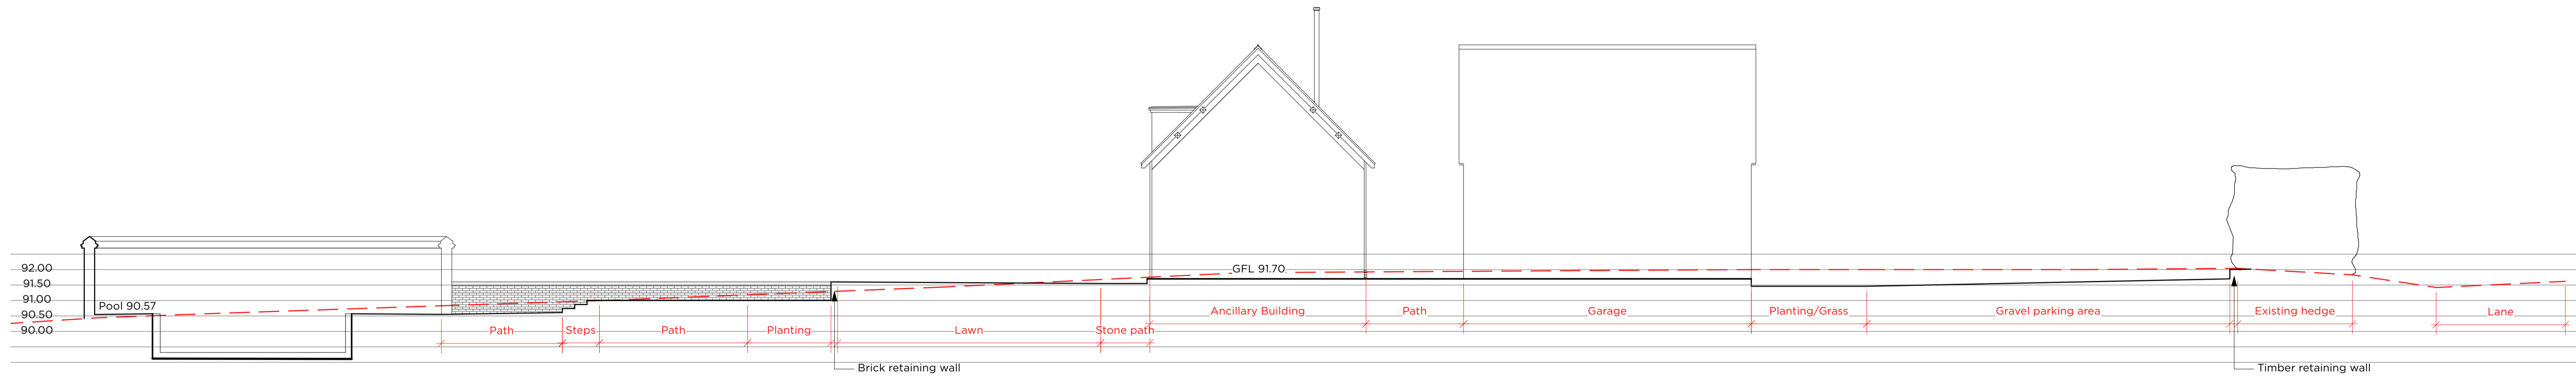 92.00
91.50
91.00
90.50
90.00
Pool 90.57
GFL 91.70
Path
Steps
Path
Planting
Lawn
Stone path
Ancillary Building
Path
Garage
Planting/Grass
Gravel parking area
Existing hedge
Lane
Brick retaining wall
Timber retaining wall